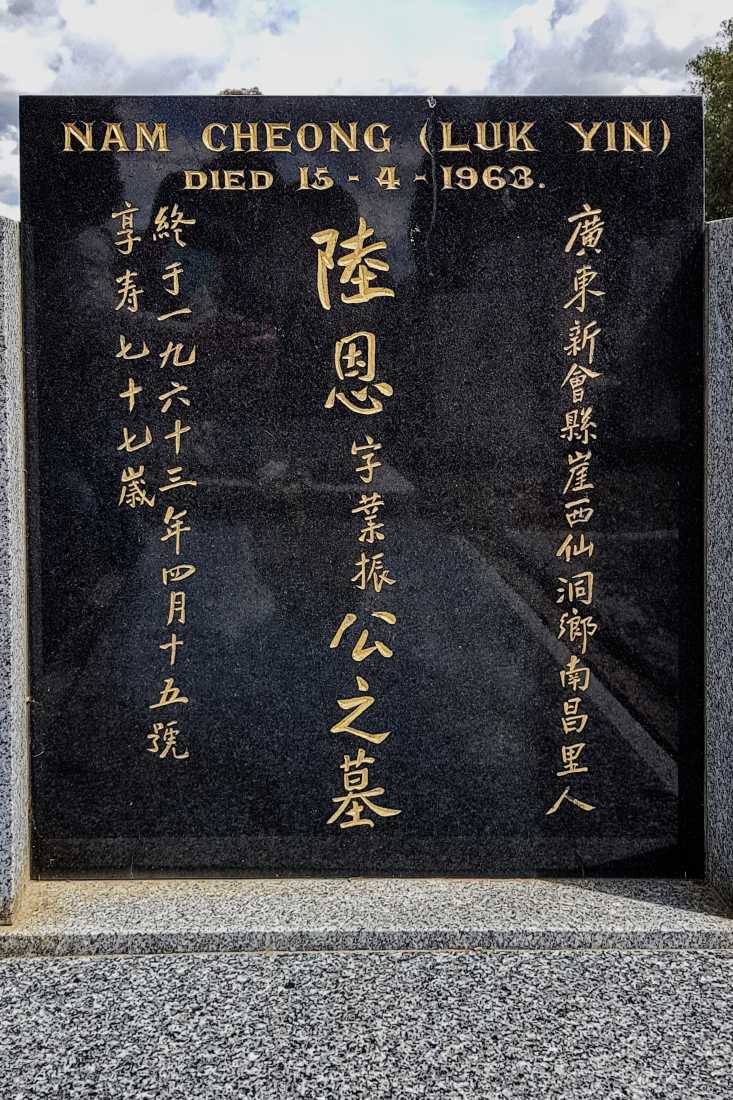 NAM CHEONG (LUK YIN)
DIED 15-4-1963.
廣東新會縣崖西仙洞鄉南昌里人
陸恩字業振公之墓
終于一九六十三年四月十五號
享寿七十七歲